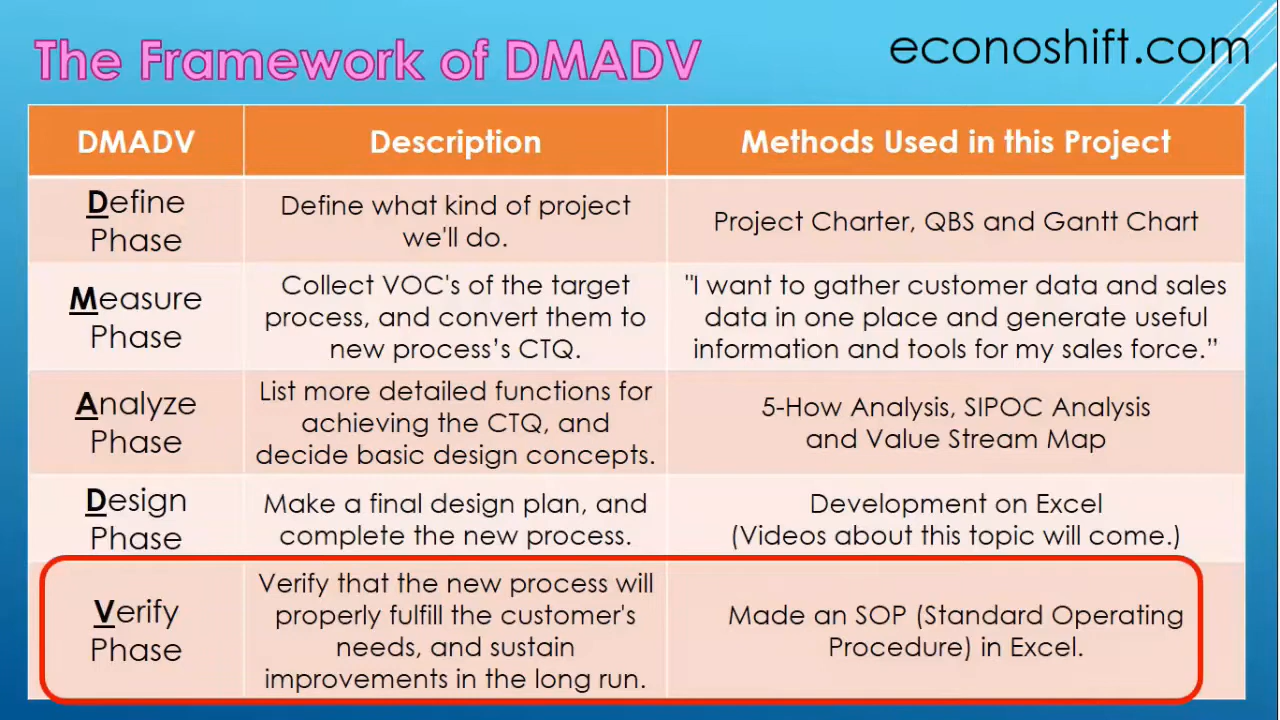 The Framework of DMADV
econoshift.com
DMADV
Description
Methods Used in this Project
Define
Phase
Define what kind of project
we'll do.
Project Charter, QBS and Gantt Chart
Measure
Phase
Collect VOC's of the target
process, and convert them to
new process’s CTQ.
"I want to gather customer data and sales
data in one place and generate useful
information and tools for my sales force.”
Analyze
Phase
List more detailed functions for
achieving the CTQ, and
decide basic design concepts.
5-How Analysis, SIPOC Analysis
and Value Stream Map
Design
Phase
Make a final design plan, and
complete the new process.
Development on Excel
(Videos about this topic will come.)
Verify
Phase
Verify that the new process will
properly fulfill the customer's
needs, and sustain
improvements in the long run.
Made an SOP (Standard Operating
Procedure) in Excel.